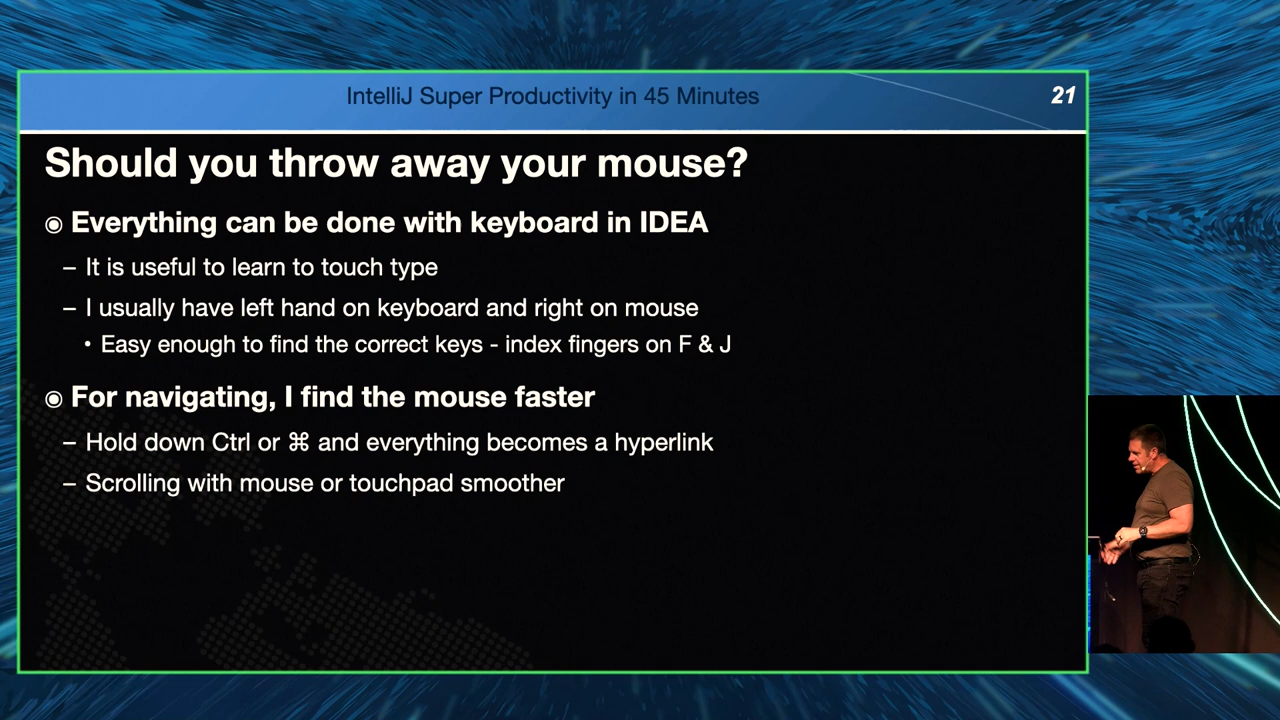 IntelliJ Super Productivity in 45 Minutes
21
Should you throw away your mouse?
◉ Everything can be done with keyboard in IDEA
– It is useful to learn to touch type
– I usually have left hand on keyboard and right on mouse
• Easy enough to find the correct keys - index fingers on F & J
◉ For navigating, I find the mouse faster
– Hold down Ctrl or ⌘ and everything becomes a hyperlink
– Scrolling with mouse or touchpad smoother